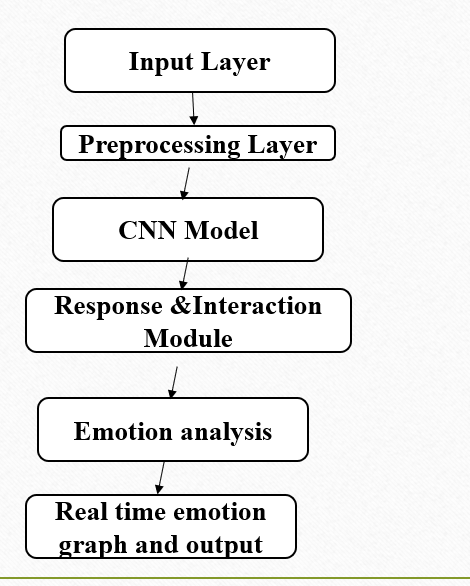 Input Layer
Preprocessing Layer
CNN Model
Response &Interaction
Module
Emotion analysis
Real time emotion
graph and output